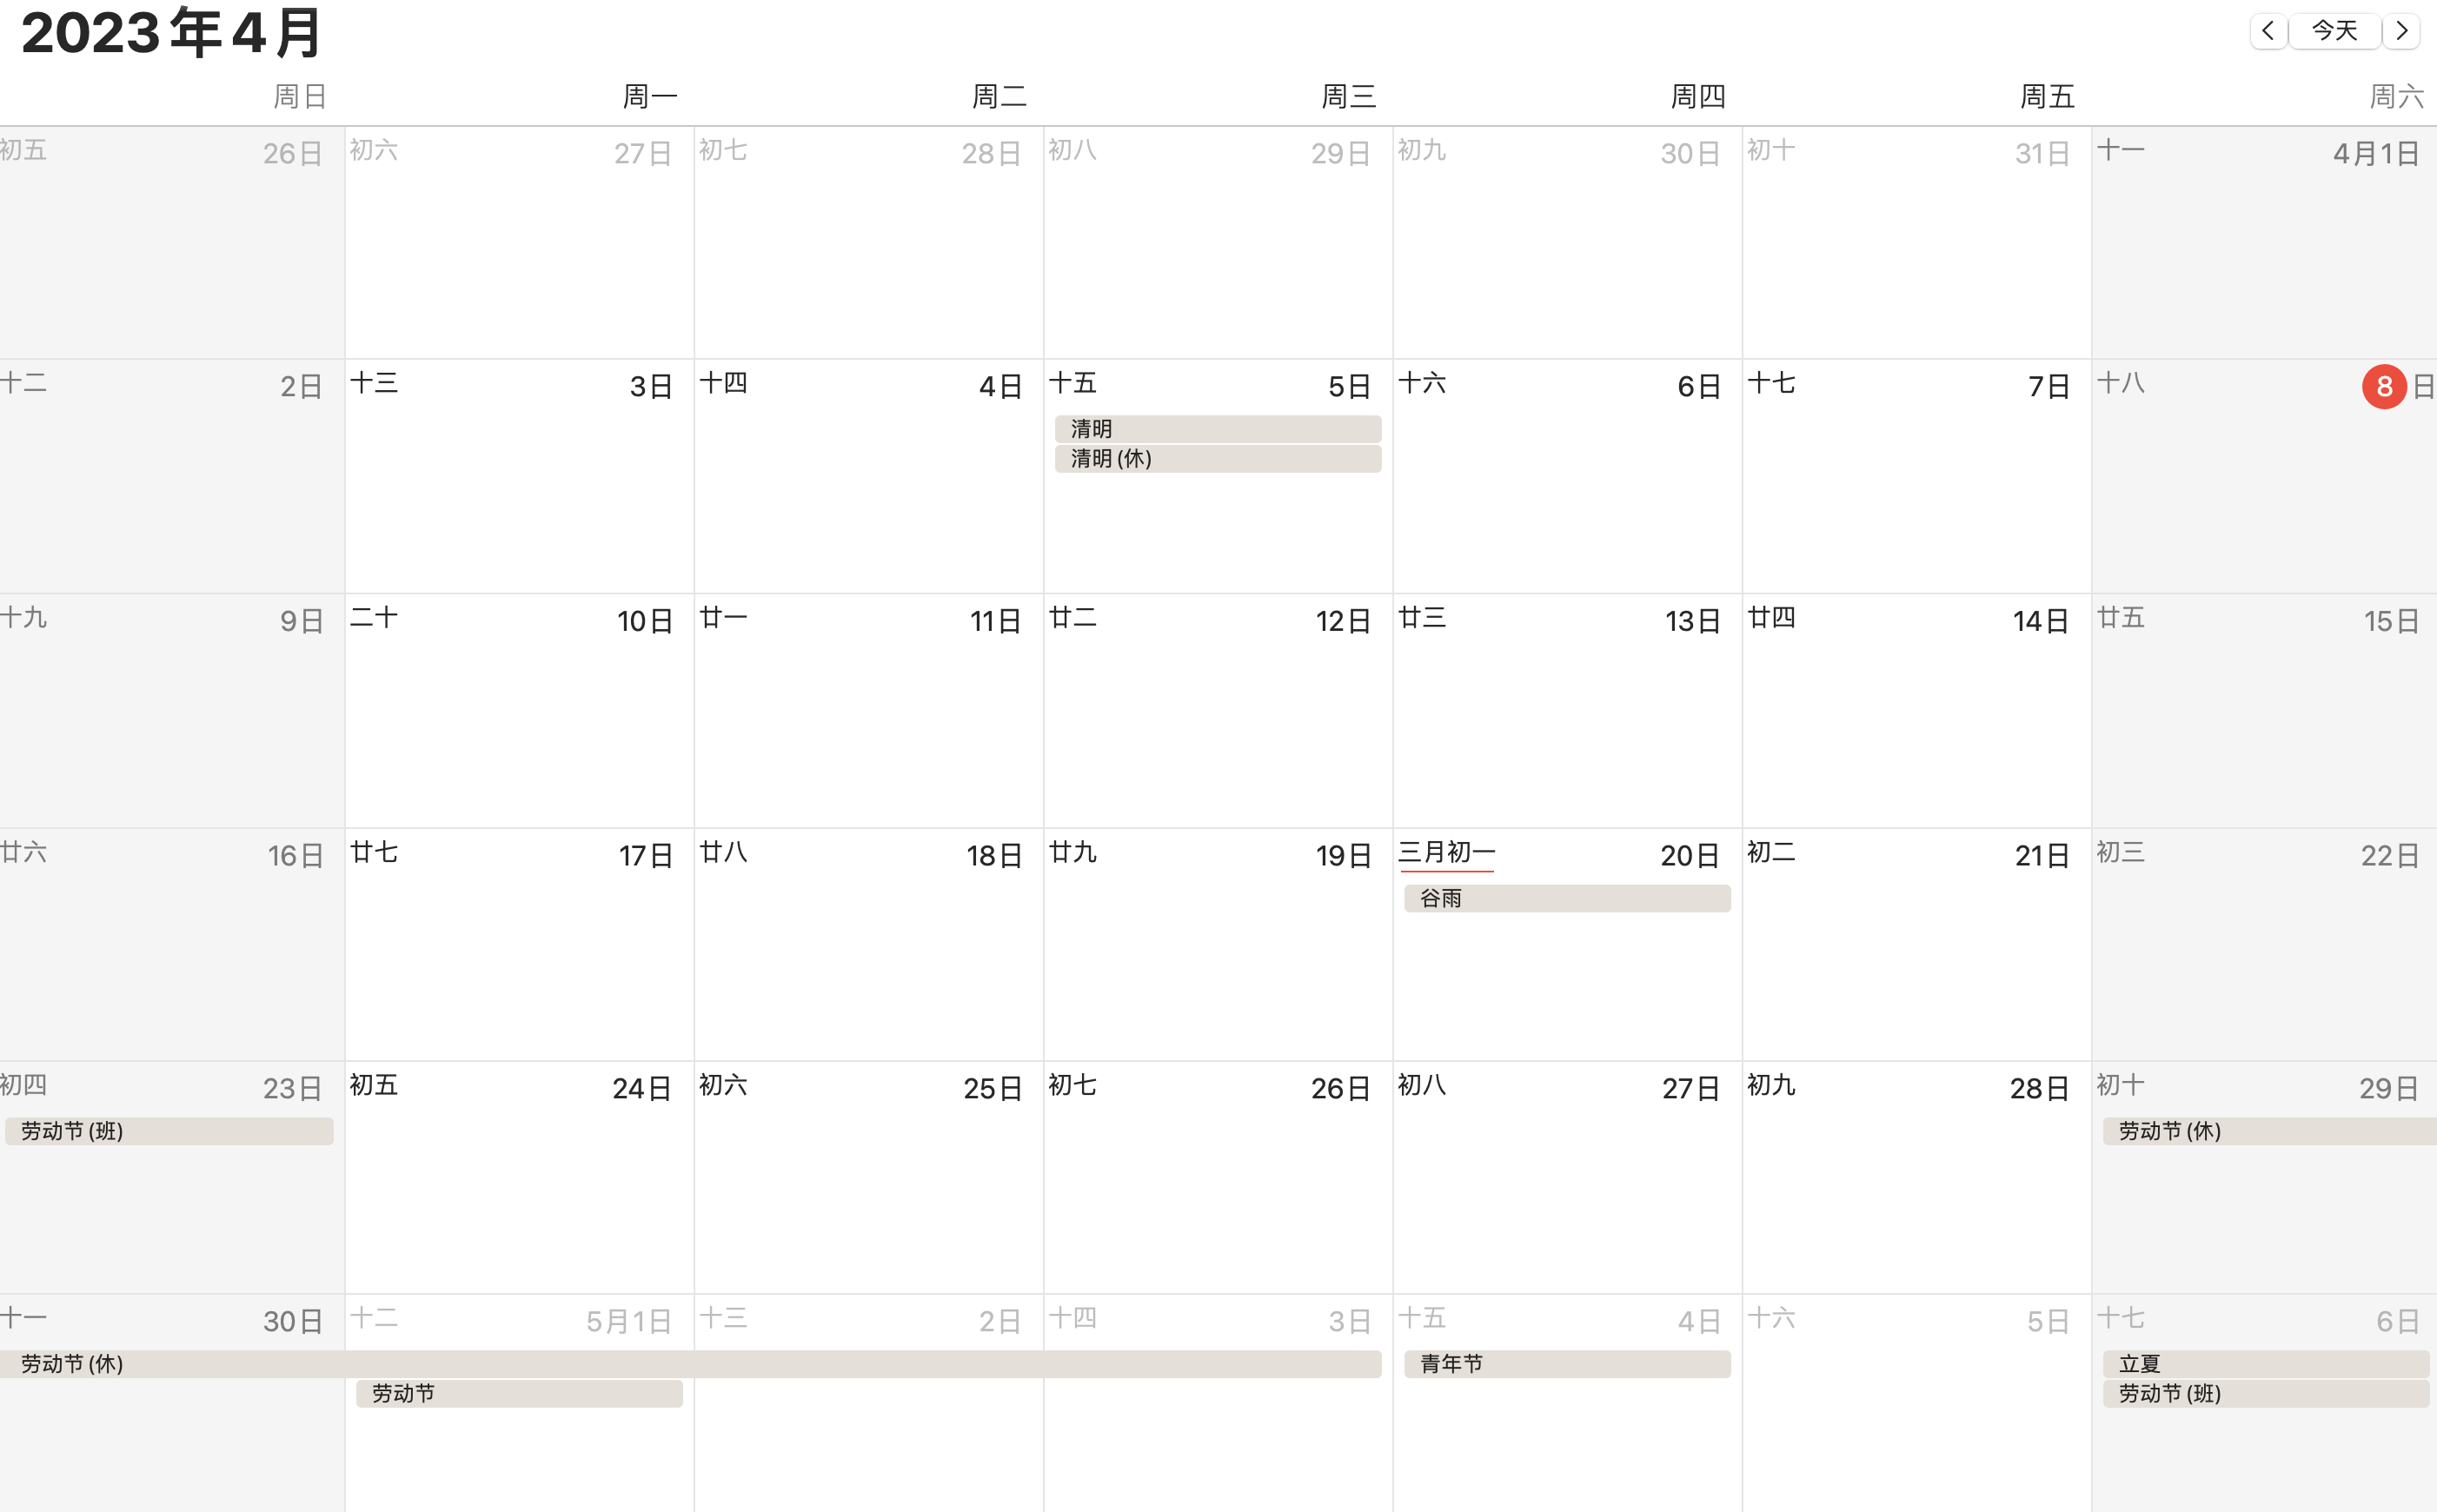 2023年4月
今天
周日 周一 周二 周三 周四 周五 周六
初五 26日 初六 27日 初七 28日 初八 29日 初九 30日 初十 31日 十一 4月1日
十二 2日 十三 3日 十四 4日 十五 5日 十六 6日 十七 7日 十八 8日
清明
清明 (休)
十九 9日 二十 10日 廿一 11日 廿二 12日 廿三 13日 廿四 14日 廿五 15日
廿六 16日 廿七 17日 廿八 18日 廿九 19日 三月初一 20日 初二 21日 初三 22日
谷雨
初四 23日 初五 24日 初六 25日 初七 26日 初八 27日 初九 28日 初十 29日
劳动节 (班) 劳动节 (休)
十一 30日 十二 5月1日 十三 2日 十四 3日 十五 4日 十六 5日 十七 6日
劳动节 (休) 青年节 立夏
劳动节 劳动节 (班)